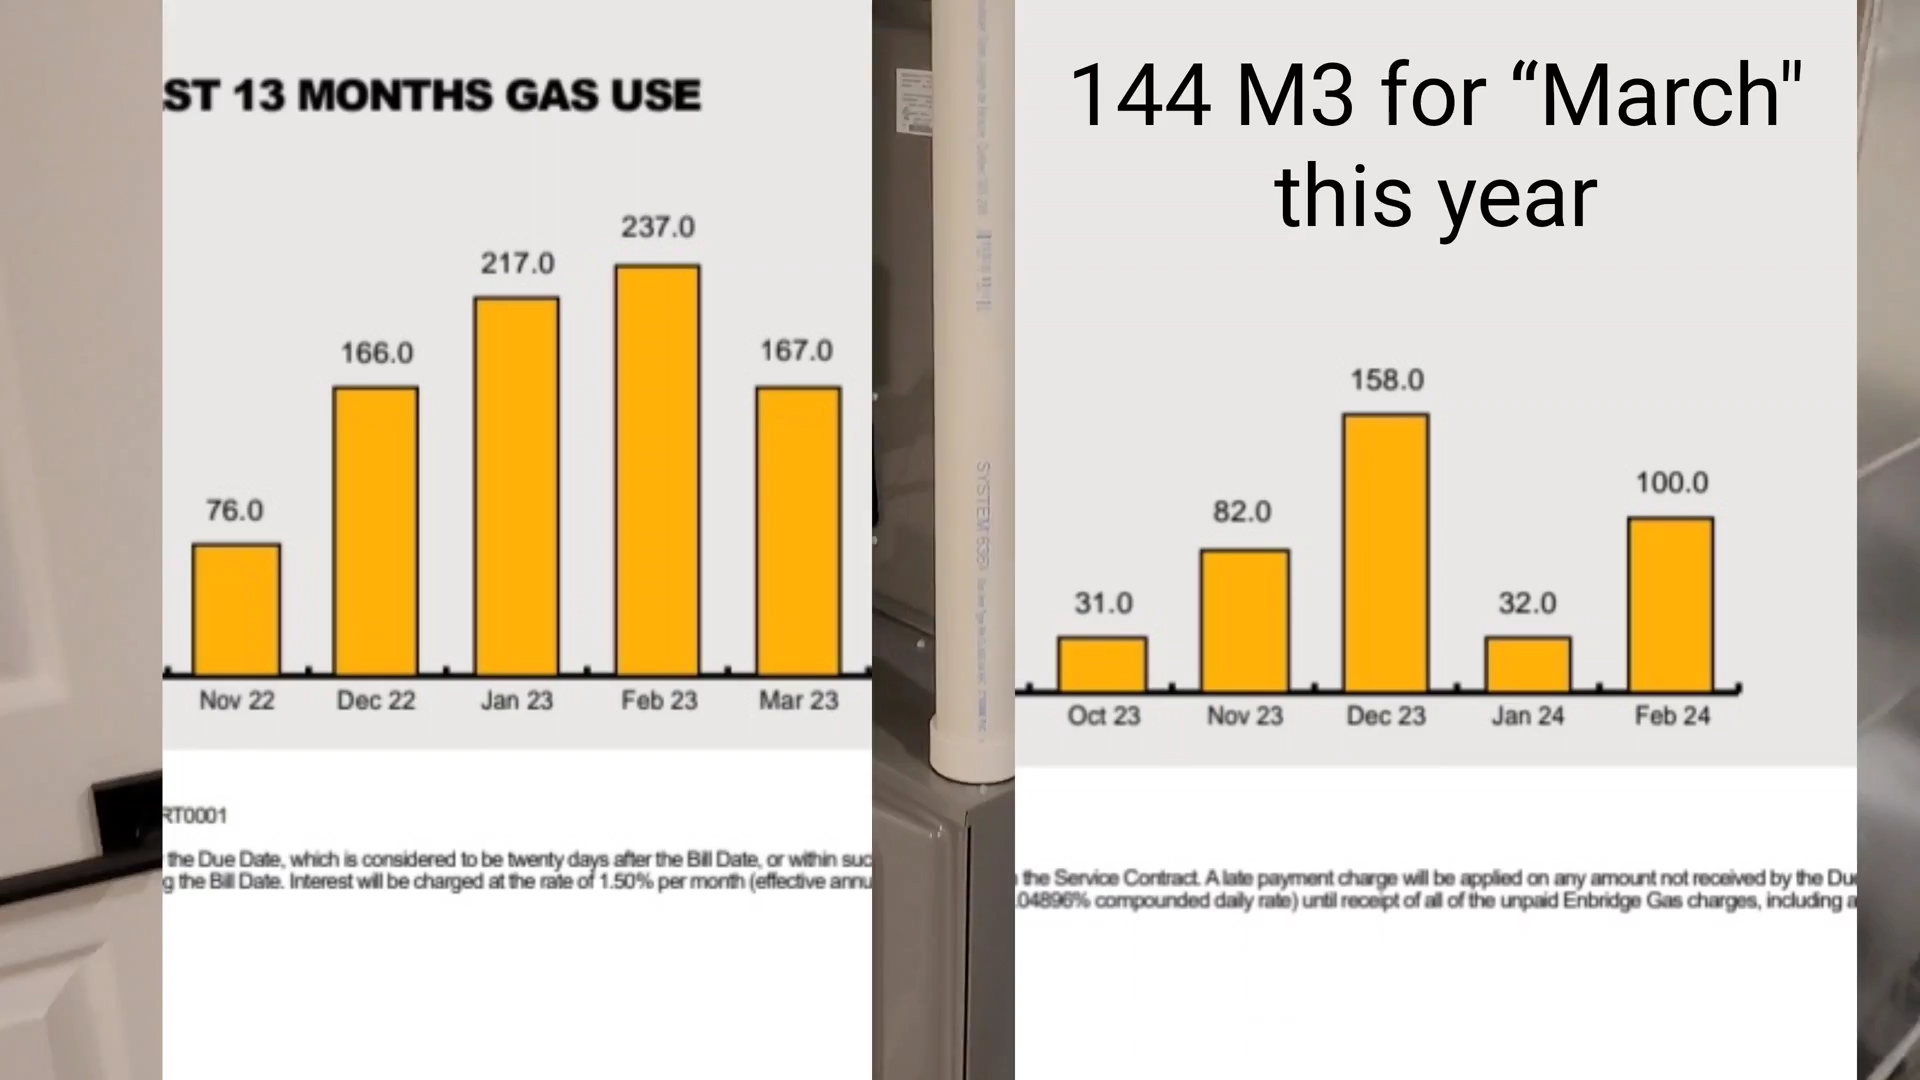 ST 13 MONTHS GAS USE
237.0
217.0
166.0
167.0
76.0
Nov 22 Dec 22 Jan 23 Feb 23 Mar 23
RT0001
the Due Date, which is considered to be twenty days after the Bill Date, or within suc
g the Bill Date. Interest will be charged at the rate of 1.50% per month (effective annu
SYSTEM 636
144 M3 for “March"
this year
158.0
100.0
82.0
31.0
32.0
Oct 23 Nov 23 Dec 23 Jan 24 Feb 24
the Service Contract. A late payment charge will be applied on any amount not received by the Du
04896% compounded daily rate) until receipt of all of the unpaid Enbridge Gas charges, including a